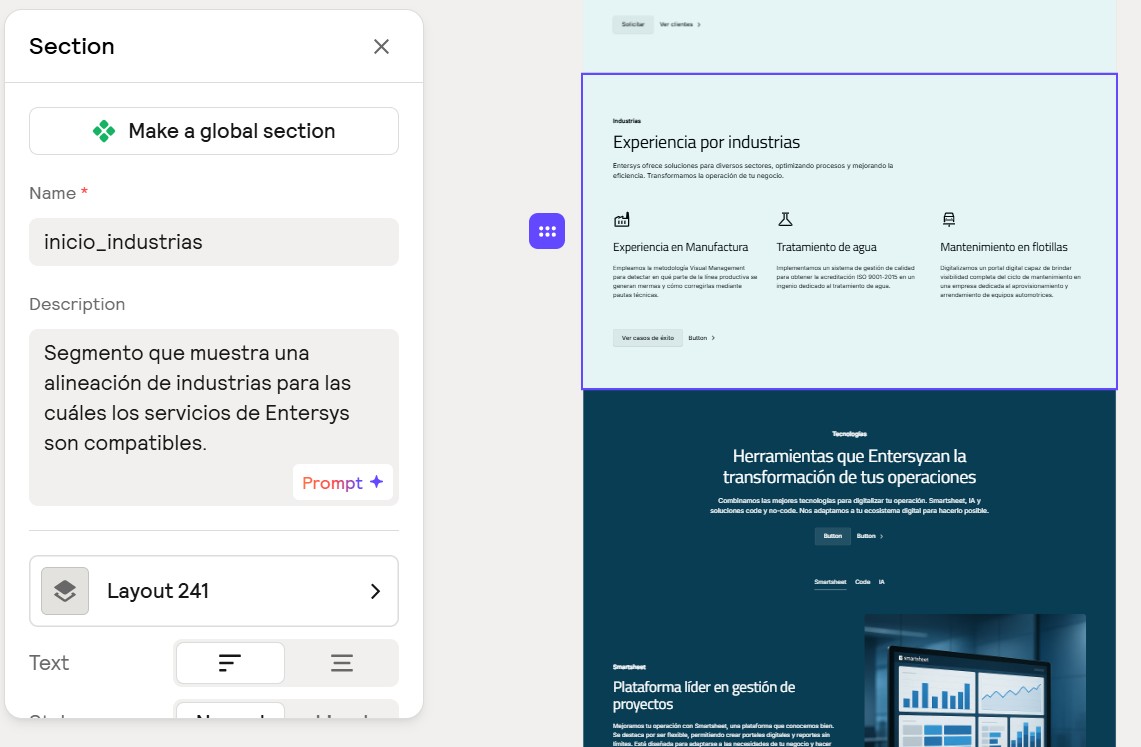 Section
Make a global section
Name *
inicio_industrias
Description
Segmento que muestra una
alineación de industrias para las
cuáles los servicios de Entersys
son compatibles.
Prompt
Layout 241
Text
Solicitar
Ver clientes
Industrias
Experiencia por industrias
Entersys ofrece soluciones para diversos sectores, optimizando procesos y mejorando la
eficiencia. Transformamos la operación de tu negocio.
Experiencia en Manufactura
Empleamos la metodología Visual Management
para detectar en qué parte de la línea productiva se
generan mermas y cómo corregirlas mediante
pautas técnicas.
Tratamiento de agua
Implementamos un sistema de gestión de calidad
para obtener la acreditación ISO 9001-2015 en un
ingenio dedicado al tratamiento de agua.
Mantenimiento en flotillas
Digitalizamos un portal digital capaz de brindar
visibilidad completa del ciclo de mantenimiento en
una empresa dedicada al aprovisionamiento y
arrendamiento de equipos automotrices.
Ver casos de éxito
Button
Tecnologías
Herramientas que Entersyzan la
transformación de tus operaciones
Combinamos las mejores tecnologías para digitalizar tu operación. Smartsheet, IA y
soluciones code y no-code. Nos adaptamos a tu ecosistema digital para hacerlo posible.
Button
Button
Smartsheet
Code
IA
Smartsheet
Plataforma líder en gestión de
proyectos
Mejoramos tu operación con Smartsheet, una plataforma que conocemos bien.
Se destaca por ser flexible, permitiendo crear portales digitales y reportes sin
límites. Está diseñada para adaptarse a las necesidades de tu negocio y hacer
smartsheet